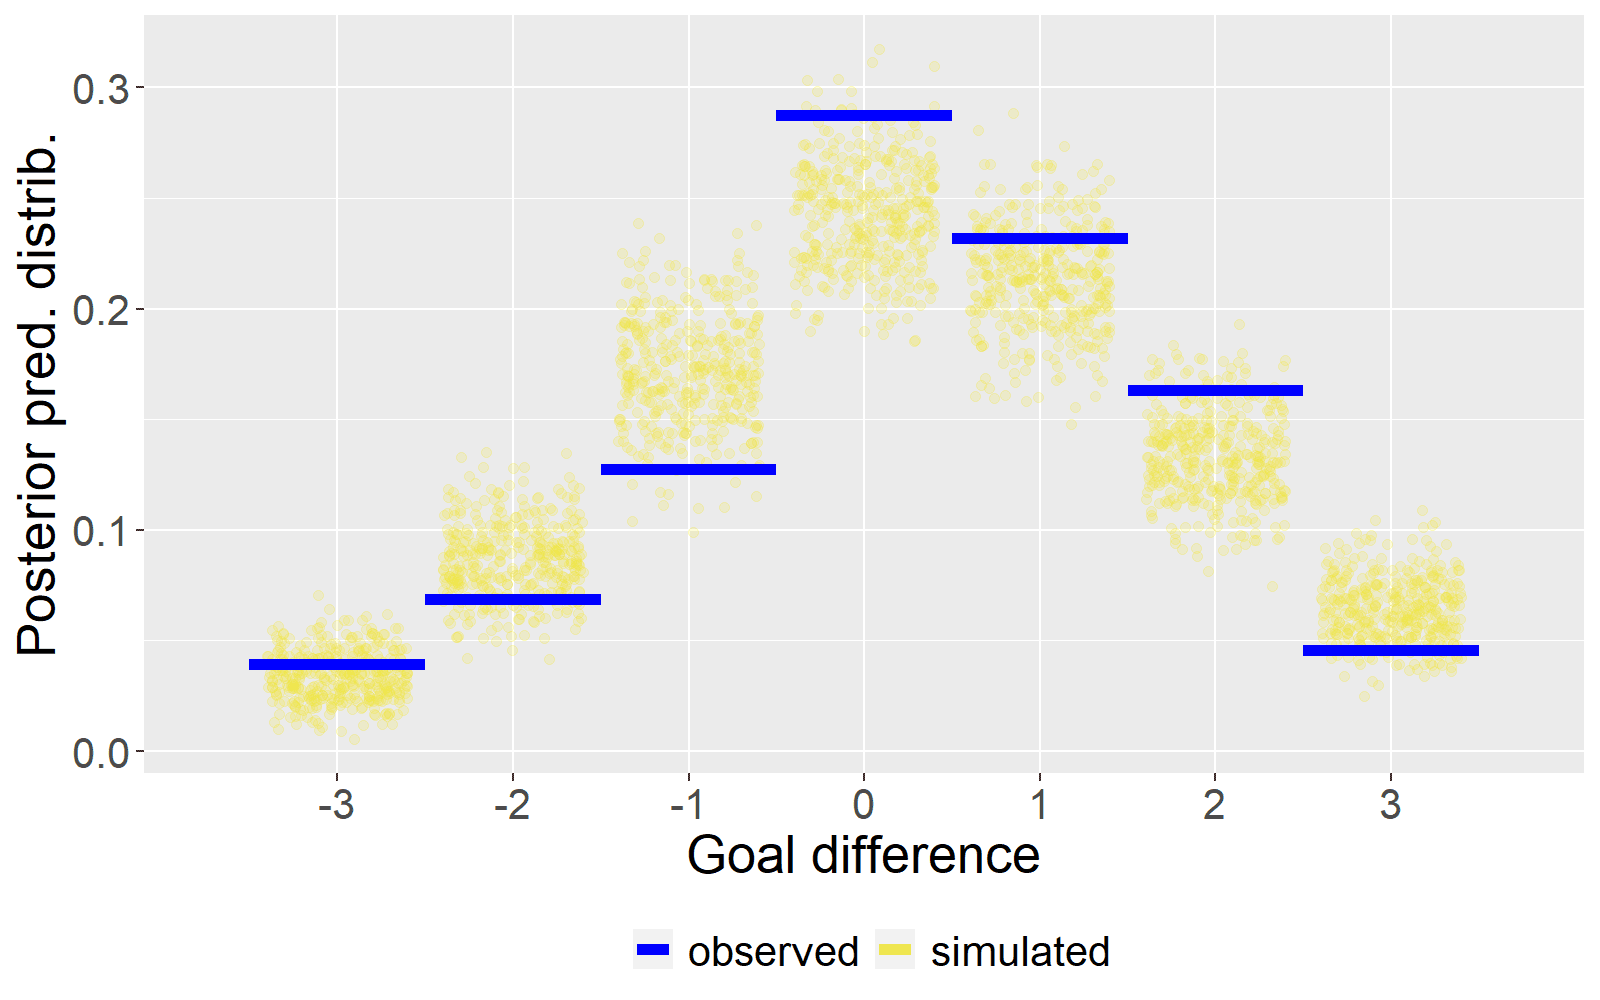 Posterior pred. distrib.
0.3
0.2
0.1
0.0
-3 -2 -1 0 1 2 3
Goal difference
observed simulated